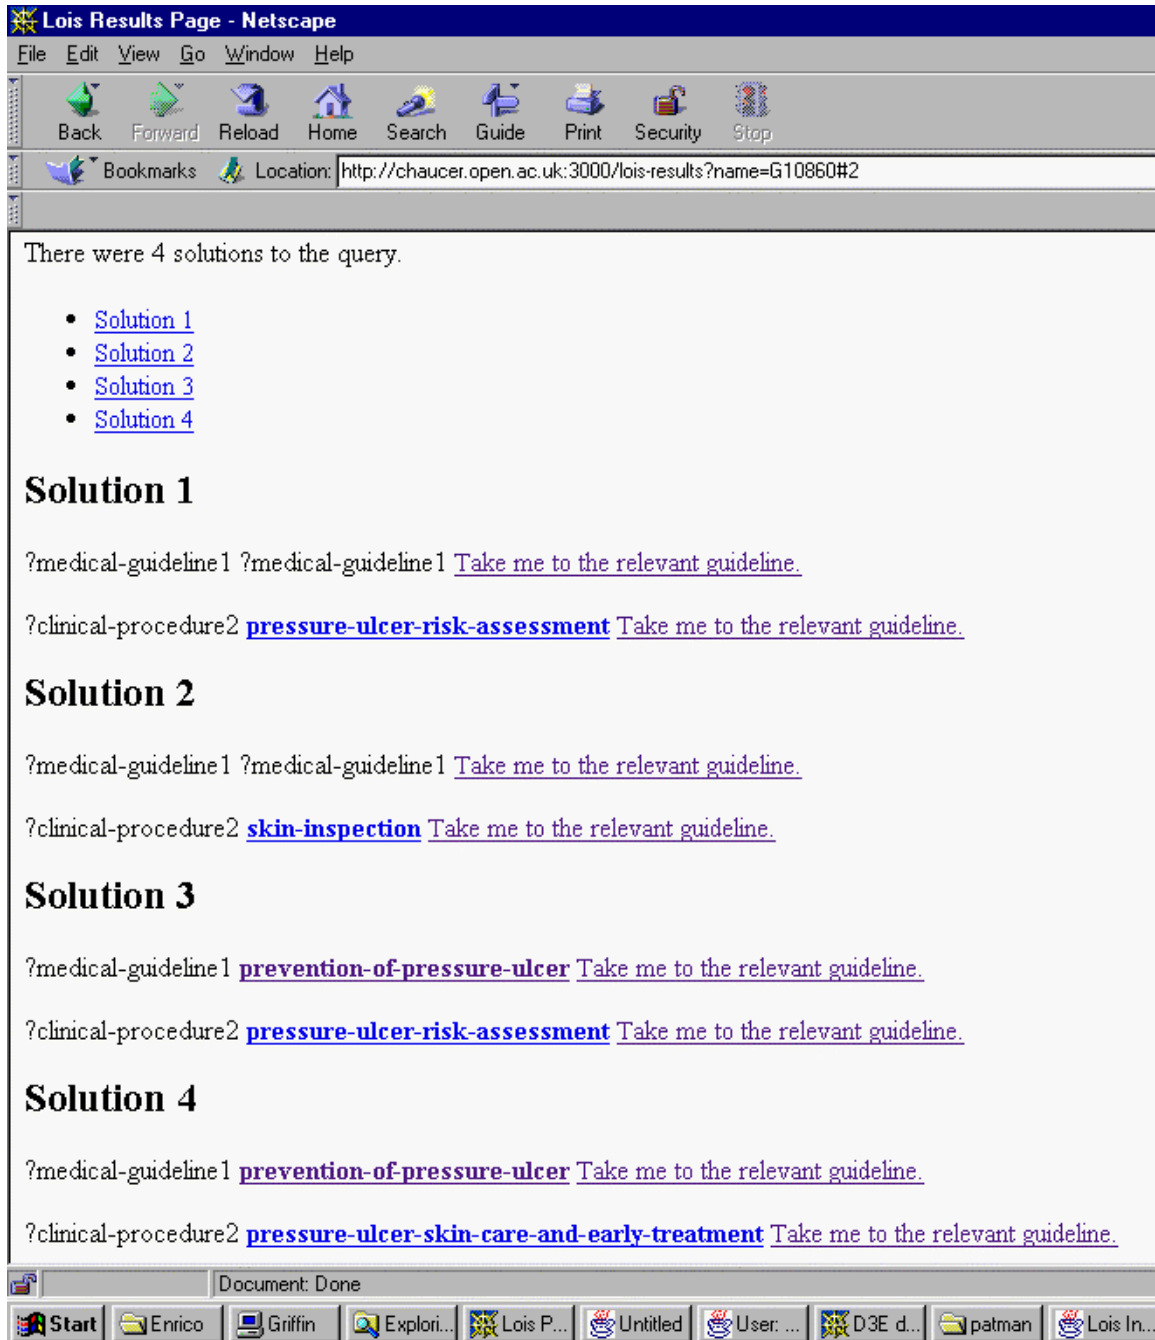 Lois Results Page - Netscape
File Edit View Go Window Help
Back Forward Reload Home Search Guide Print Security Stop
Bookmarks Location: http://chaucer.open.ac.uk:3000/lois-results?name=G10860#2
There were 4 solutions to the query.
• Solution 1
• Solution 2
• Solution 3
• Solution 4
Solution 1
?medical-guideline1 ?medical-guideline1 Take me to the relevant guideline.
?clinical-procedure2 pressure-ulcer-risk-assessment Take me to the relevant guideline.
Solution 2
?medical-guideline1 ?medical-guideline1 Take me to the relevant guideline.
?clinical-procedure2 skin-inspection Take me to the relevant guideline.
Solution 3
?medical-guideline1 prevention-of-pressure-ulcer Take me to the relevant guideline.
?clinical-procedure2 pressure-ulcer-risk-assessment Take me to the relevant guideline.
Solution 4
?medical-guideline1 prevention-of-pressure-ulcer Take me to the relevant guideline.
?clinical-procedure2 pressure-ulcer-skin-care-and-early-treatment Take me to the relevant guideline.
Document: Done
Start Enrico Griffin Explori... Lois P... Untitled User: ... D3E d... patman Lois In...